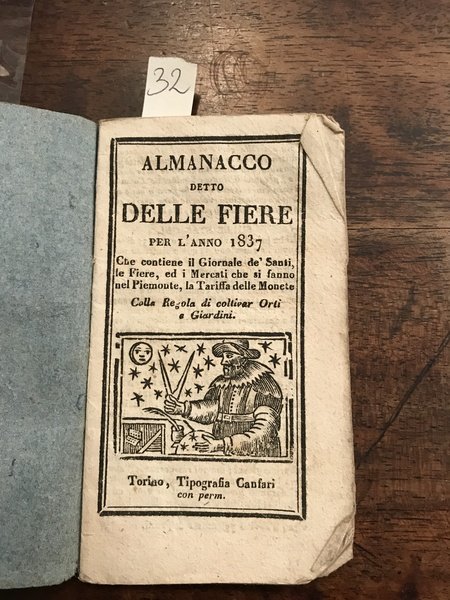 32
ALMANACCO
DETTO
DELLE FIERE
PER L'ANNO 1837
Che contiene il Giornale de' Santi,
le Fiere, ed i Mercati che si fanno
nel Piemonte, la Tariffa delle Monete
Colla Regola di coltivar Orti
e Giardini.
Torino, Tipografia Canfari
con perm.